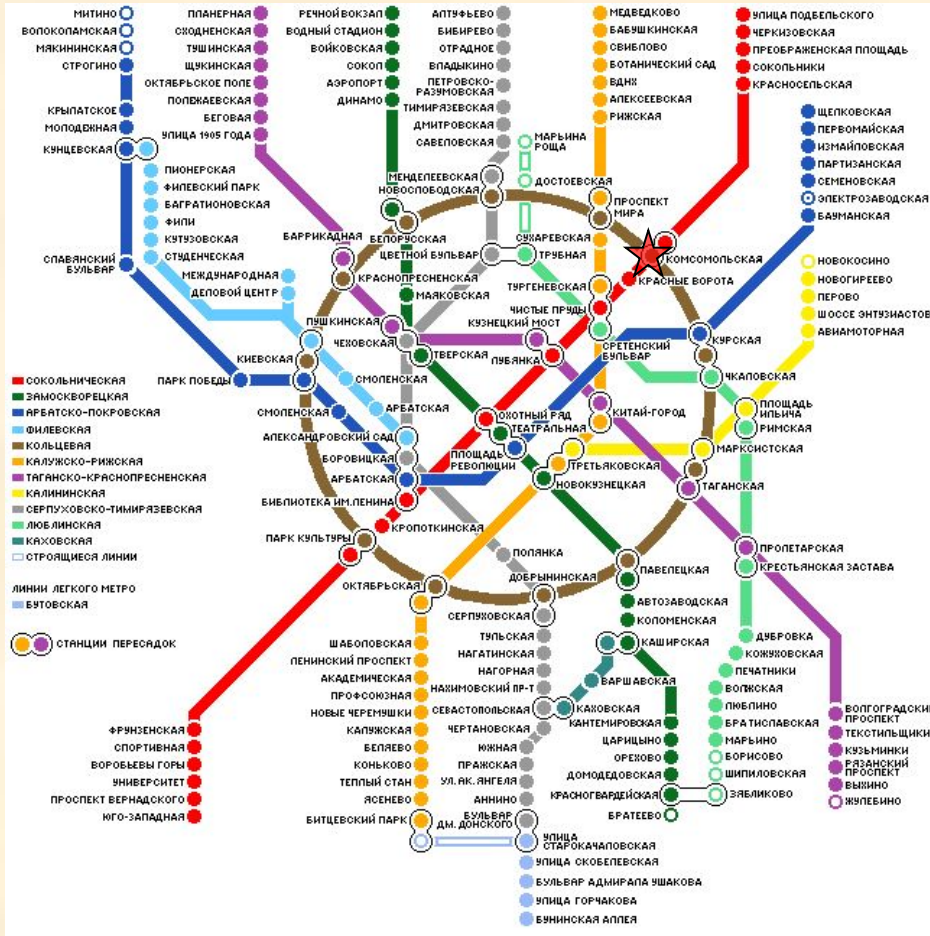 МИТИНО
ВОЛОКОЛАМСКАЯ
МЯКИНИНСКАЯ
СТРОГИНО
КРЫЛАТСКОЕ
МОЛОДЕЖНАЯ
КУНЦЕВСКАЯ
ПИОНЕРСКАЯ
ФИЛЕВСКИЙ ПАРК
БАГРАТИОНОВСКАЯ
ФИЛИ
КУТУЗОВСКАЯ
СТУДЕНЧЕСКАЯ
СЛАВЯНСКИЙ
БУЛЬВАР
МЕЖДУНАРОДНАЯ
ДЕЛОВОЙ ЦЕНТР
КИЕВСКАЯ
ПАРК ПОБЕДЫ
ПЛАНЕРНАЯ
СХОДНЕНСКАЯ
ТУШИНСКАЯ
ЩУКИНСКАЯ
ОКТЯБРЬСКОЕ ПОЛЕ
ПОЛЕЖАЕВСКАЯ
БЕГОВАЯ
УЛИЦА 1905 ГОДА
БАРРИКАДНАЯ
КРАСНОПРЕСНЕНСКАЯ
РЕЧНОЙ ВОКЗАЛ
ВОДНЫЙ СТАДИОН
ВОЙКОВСКАЯ
СОКОЛ
АЭРОПОРТ
ДИНАМО
БЕЛОРУССКАЯ
МАЯКОВСКАЯ
АЛТУФЬЕВО
БИБИРЕВО
ОТРАДНОЕ
ВЛАДЫКИНО
ПЕТРОВСКО-
РАЗУМОВСКАЯ
ТИМИРЯЗЕВСКАЯ
ДМИТРОВСКАЯ
САВЕЛОВСКАЯ
МЕНДЕЛЕЕВСКАЯ
НОВОСЛОБОДСКАЯ
ЦВЕТНОЙ БУЛЬВАР
МАРЬИНА
РОЩА
ДОСТОЕВСКАЯ
ТРУБНАЯ
МЕДВЕДКОВО
БАБУШКИНСКАЯ
СВИБЛОВО
БОТАНИЧЕСКИЙ САД
ВДНХ
АЛЕКСЕЕВСКАЯ
РИЖСКАЯ
ПРОСПЕКТ
МИРА
СУХАРЕВСКАЯ
ТУРГЕНЕВСКАЯ
ЧИСТЫЕ ПРУДЫ
СРЕТЕНСКИЙ
БУЛЬВАР
УЛИЦА ПОДБЕЛЬСКОГО
ЧЕРКИЗОВСКАЯ
ПРЕОБРАЖЕНСКАЯ ПЛОЩАДЬ
СОКОЛЬНИКИ
КРАСНОСЕЛЬСКАЯ
КОМСОМОЛЬСКАЯ
КРАСНЫЕ ВОРОТА
ЩЕЛКОВСКАЯ
ПЕРВОМАЙСКАЯ
ИЗМАЙЛОВСКАЯ
ПАРТИЗАНСКАЯ
СЕМЕНОВСКАЯ
ЭЛЕКТРОЗАВОДСКАЯ
БАУМАНСКАЯ
КУРСКАЯ
ЧКАЛОВСКАЯ
НОВОКОСИНО
НОВОГИРЕЕВО
ПЕРОВО
ШОССЕ ЭНТУЗИАСТОВ
АВИАМОТОРНАЯ
ПЛОЩАДЬ
ИЛЬИЧА
РИМСКАЯ
МАРКСИСТСКАЯ
ТАГАНСКАЯ
ПУШКИНСКАЯ
ЧЕХОВСКАЯ
ТВЕРСКАЯ
КУЗНЕЦКИЙ МОСТ
ЛУБЯНКА
КИТАЙ-ГОРОД
СМОЛЕНСКАЯ
АРБАТСКАЯ
СМОЛЕНСКАЯ
АЛЕКСАНДРОВСКИЙ САД
БОРОВИЦКАЯ
АРБАТСКАЯ
БИБЛИОТЕКА ИМ.ЛЕНИНА
ОХОТНЫЙ РЯД
ТЕАТРАЛЬНАЯ
ПЛОЩАДЬ
РЕВОЛЮЦИИ
ТРЕТЬЯКОВСКАЯ
НОВОКУЗНЕЦКАЯ
КРОПОТКИНСКАЯ
ПАРК КУЛЬТУРЫ
ПОЛЯНКА
ОКТЯБРЬСКАЯ
ДОБРЫНИНСКАЯ
СЕРПУХОВСКАЯ
ПАВЕЛЕЦКАЯ
ПРОЛЕТАРСКАЯ
КРЕСТЬЯНСКАЯ ЗАСТАВА
СОКОЛЬНИЧЕСКАЯ
ЗАМОСКВОРЕЦКАЯ
АРБАТСКО-ПОКРОВСКАЯ
ФИЛЕВСКАЯ
КОЛЬЦЕВАЯ
КАЛУЖСКО-РИЖСКАЯ
ТАГАНСКО-КРАСНОПРЕСНЕНСКАЯ
КАЛИНИНСКАЯ
СЕРПУХОВСКО-ТИМИРЯЗЕВСКАЯ
ЛЮБЛИНСКАЯ
КАХОВСКАЯ
СТРОЯЩИЕСЯ ЛИНИИ
ЛИНИИ ЛЕГКОГО МЕТРО
БУТОВСКАЯ
СТАНЦИИ ПЕРЕСАДОК
ФРУНЗЕНСКАЯ
СПОРТИВНАЯ
ВОРОБЬЕВЫ ГОРЫ
УНИВЕРСИТЕТ
ПРОСПЕКТ ВЕРНАДСКОГО
ЮГО-ЗАПАДНАЯ
ШАБОЛОВСКАЯ
ЛЕНИНСКИЙ ПРОСПЕКТ
АКАДЕМИЧЕСКАЯ
ПРОФСОЮЗНАЯ
НОВЫЕ ЧЕРЕМУШКИ
КАЛУЖСКАЯ
БЕЛЯЕВО
КОНЬКОВО
ТЕПЛЫЙ СТАН
ЯСЕНЕВО
БИТЦЕВСКИЙ ПАРК
ТУЛЬСКАЯ
НАГАТИНСКАЯ
НАГОРНАЯ
НАХИМОВСКИЙ ПР-Т
СЕВАСТОПОЛЬСКАЯ
ЧЕРТАНОВСКАЯ
ЮЖНАЯ
ПРАЖСКАЯ
УЛ.АК.ЯНГЕЛЯ
АННИНО
БУЛЬВАР
ДМ.ДОНСКОГО
УЛИЦА
СТАРОКАЧАЛОВСКАЯ
УЛИЦА СКОБЕЛЕВСКАЯ
БУЛЬВАР АДМИРАЛА УШАКОВА
УЛИЦА ГОРЧАКОВА
БУНИНСКАЯ АЛЛЕЯ
АВТОЗАВОДСКАЯ
КОЛОМЕНСКАЯ
КАШИРСКАЯ
ВАРШАВСКАЯ
КАХОВСКАЯ
КАНТЕМИРОВСКАЯ
ЦАРИЦЫНО
ОРЕХОВО
ДОМОДЕДОВСКАЯ
КРАСНОГВАРДЕЙСКАЯ
БРАТЕЕВО
ДУБРОВКА
КОЖУХОВСКАЯ
ПЕЧАТНИКИ
ВОЛЖСКАЯ
ЛЮБЛИНО
БРАТИСЛАВСКАЯ
МАРЬИНО
БОРИСОВО
ШИПИЛОВСКАЯ
ЗЯБЛИКОВО
ВОЛГОГРАДСКИЙ
ПРОСПЕКТ
ТЕКСТИЛЬЩИКИ
КУЗЬМИНКИ
РЯЗАНСКИЙ
ПРОСПЕКТ
ВЫХИНО
ЖУЛЕБИНО